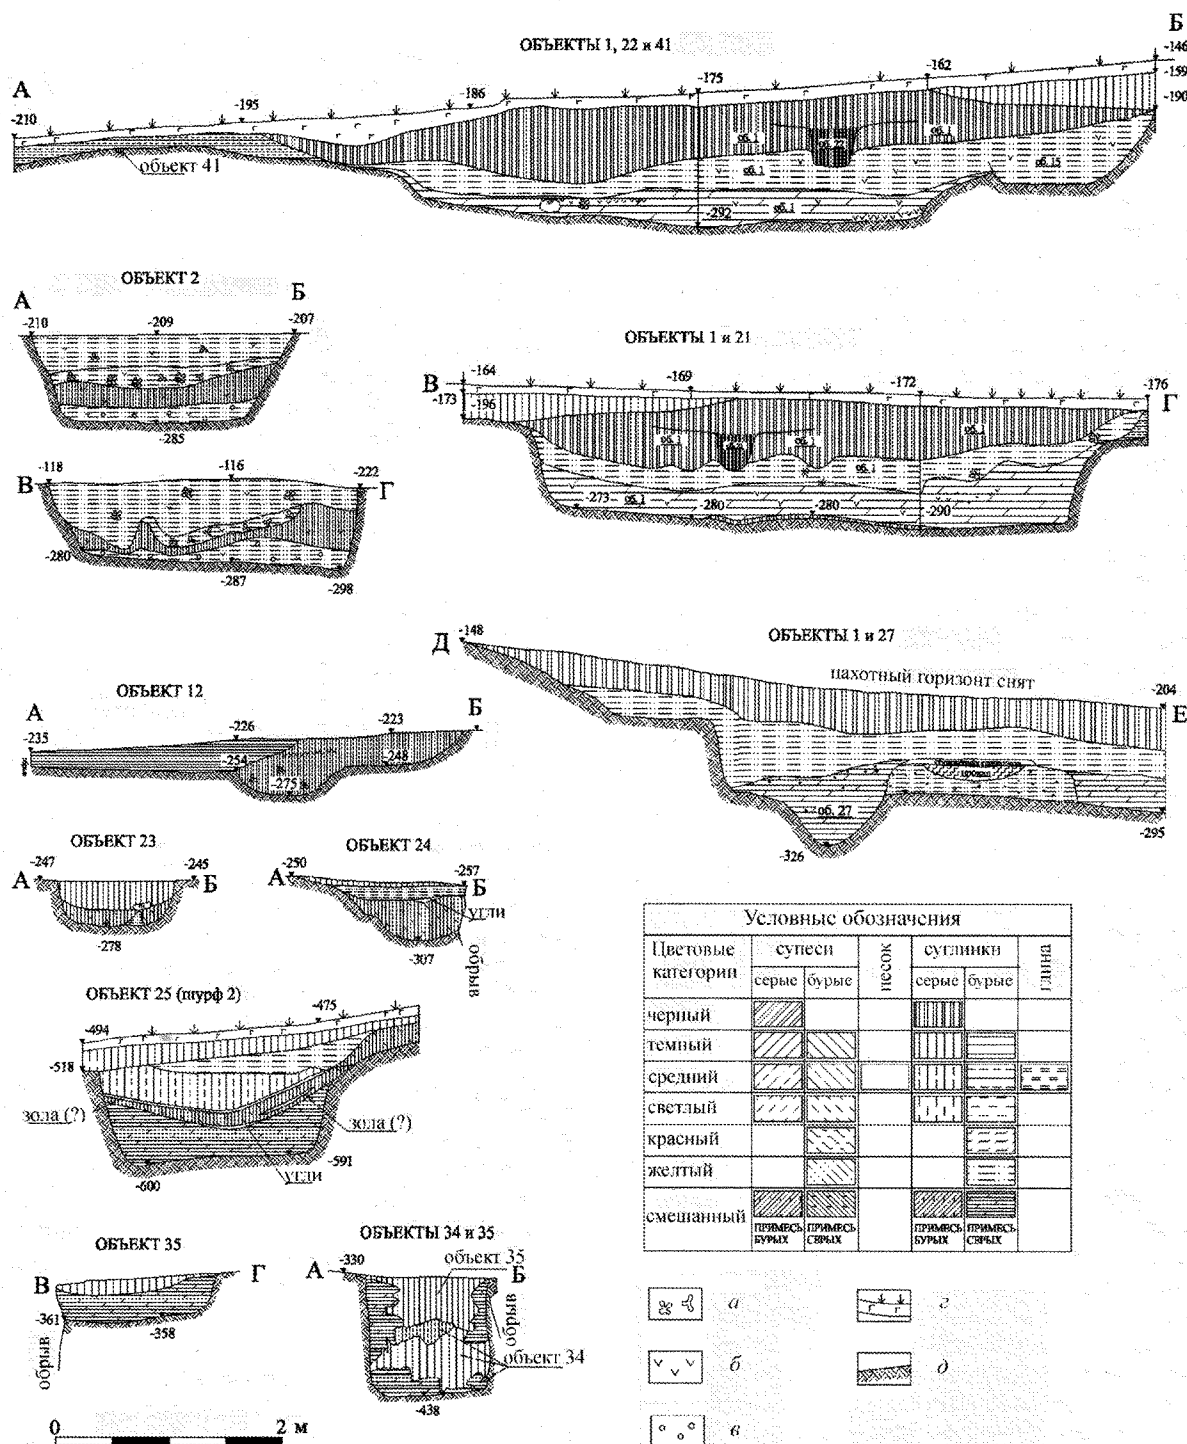 ОБЪЕКТЫ 1, 22 и 41
Б
-146
-159
-190
-162
-175
-186
-195
А
-210
объект 41
об. 1
об. 22
об. 1
об. 1
об. 15
-292
об. 1
ОБЪЕКТ 2
А
Б
-210
-209
-207
-285
В
-118
-116
-222
Г
-280
-287
-298
ОБЪЕКТЫ 1 и 21
В
-164
-173
-196
-169
-172
-176
Г
об. 1
об. 1
об. 1
об. 1
-273
об. 1
-280
-280
-290
ОБЪЕКТЫ 1 и 27
Д
-148
пахотный горизонт снят
-204
Е
прокал
об. 27
-326
-295
ОБЪЕКТ 12
А
Б
-235
-226
-223
-254
-248
-275
ОБЪЕКТ 23
-247
-245
А
Б
-278
ОБЪЕКТ 24
-250
-257
А
Б
угли
-307
обрыв
ОБЪЕКТ 25 (шурф 2)
-494
-475
-518
зола (?)
зола (?)
-591
-600
угли
ОБЪЕКТ 35
В
Г
-361
-358
обрыв
ОБЪЕКТЫ 34 и 35
-330
объект 35
А
Б
обрыв
объект 34
-438
0
2 м
Условные обозначения
Цветовые категории
супеси
песок
суглинки
глина
серые
бурые
серые
бурые
черный
темный
средний
светлый
красный
желтый
смешанный
ПРИМЕСЬ БУРЫХ
ПРИМЕСЬ СЕРЫХ
ПРИМЕСЬ БУРЫХ
ПРИМЕСЬ СЕРЫХ
а
г
б
д
в